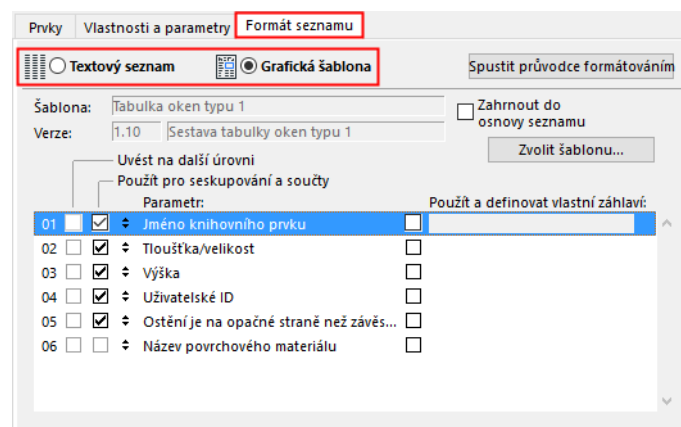 Prvky Vlastnosti a parametry Formát seznamu
Textový seznam Grafická šablona Spustit průvodce formátováním
Šablona: Tabulka oken typu 1 Zahrnout do
osnovy seznamu
Verze: 1.10 Sestava tabulky oken typu 1
Zvolit šablonu...
Uvést na další úrovni
Použít pro seskupování a součty
Parametr: Použít a definovat vlastní záhlaví:
01 Jméno knihovního prvku
02 Tloušťka/velikost
03 Výška
04 Uživatelské ID
05 Ostění je na opačné straně než závěs...
06 Název povrchového materiálu